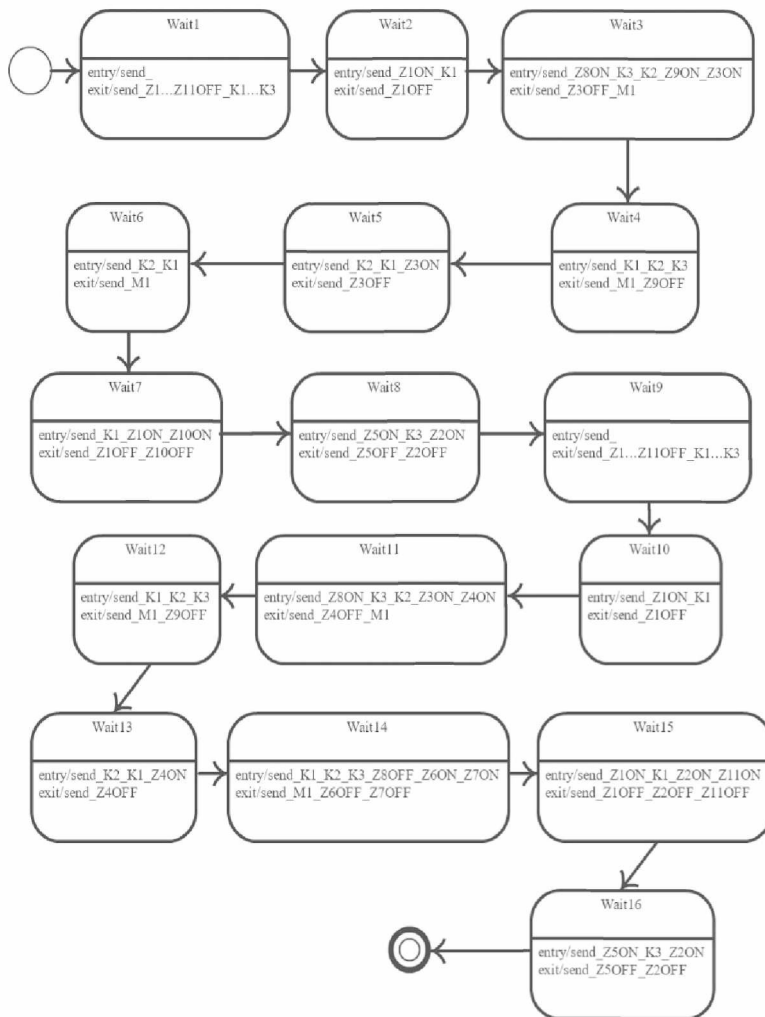 Wait1
entry/send_
exit/send_Z1...Z11OFF_K1...K3
Wait2
entry/send_Z1ON_K1
exit/send_Z1OFF
Wait3
entry/send_Z8ON_K3_K2_Z9ON_Z3ON
exit/send_Z3OFF_M1
Wait4
entry/send_K1_K2_K3
exit/send_M1_Z9OFF
Wait5
entry/send_K2_K1_Z3ON
exit/send_Z3OFF
Wait6
entry/send_K2_K1
exit/send_M1
Wait7
entry/send_K1_Z1ON_Z10ON
exit/send_Z1OFF_Z10OFF
Wait8
entry/send_Z5ON_K3_Z2ON
exit/send_Z5OFF_Z2OFF
Wait9
entry/send_
exit/send_Z1...Z11OFF_K1...K3
Wait10
entry/send_Z1ON_K1
exit/send_Z1OFF
Wait11
entry/send_Z8ON_K3_K2_Z3ON_Z4ON
exit/send_Z4OFF_M1
Wait12
entry/send_K1_K2_K3
exit/send_M1_Z9OFF
Wait13
entry/send_K2_K1_Z4ON
exit/send_Z4OFF
Wait14
entry/send_K1_K2_K3_Z8OFF_Z6ON_Z7ON
exit/send_M1_Z6OFF_Z7OFF
Wait15
entry/send_Z1ON_K1_Z2ON_Z11ON
exit/send_Z1OFF_Z2OFF_Z11OFF
Wait16
entry/send_Z5ON_K3_Z2ON
exit/send_Z5OFF_Z2OFF